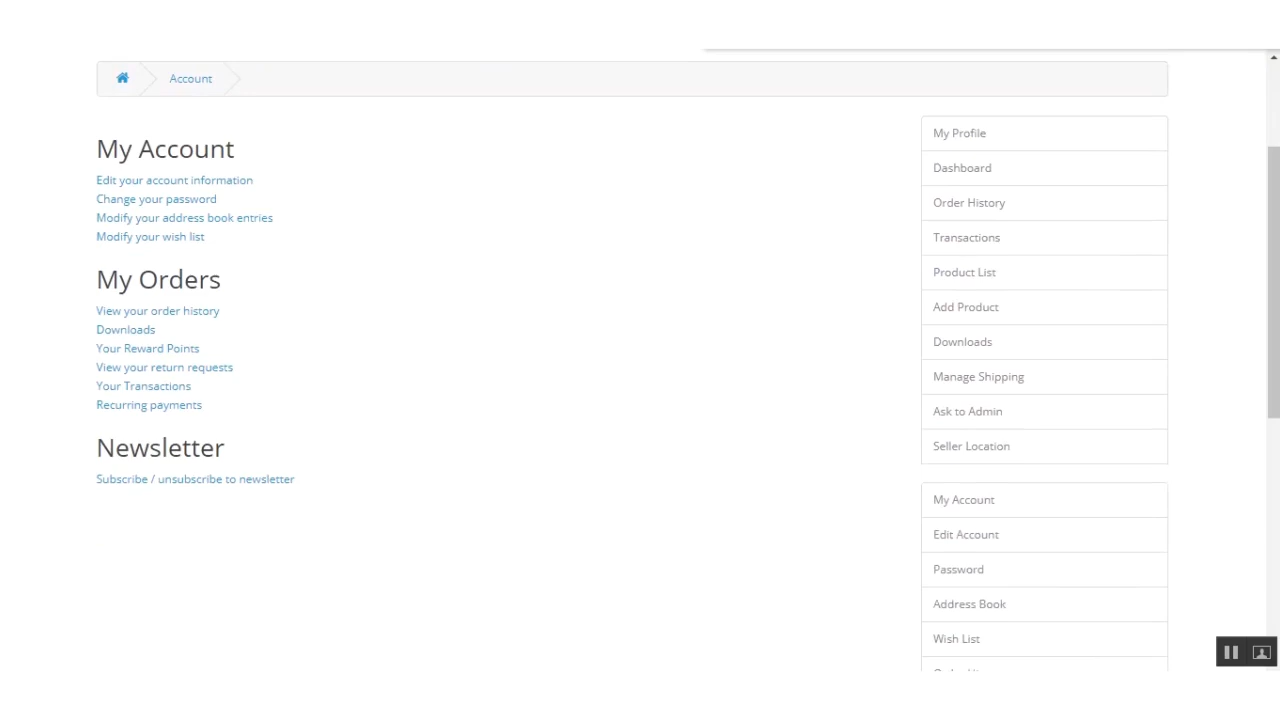 Account
My Account
Edit your account information
Change your password
Modify your address book entries
Modify your wish list
My Orders
View your order history
Downloads
Your Reward Points
View your return requests
Your Transactions
Recurring payments
Newsletter
Subscribe / unsubscribe to newsletter
My Profile
Dashboard
Order History
Transactions
Product List
Add Product
Downloads
Manage Shipping
Ask to Admin
Seller Location
My Account
Edit Account
Password
Address Book
Wish List